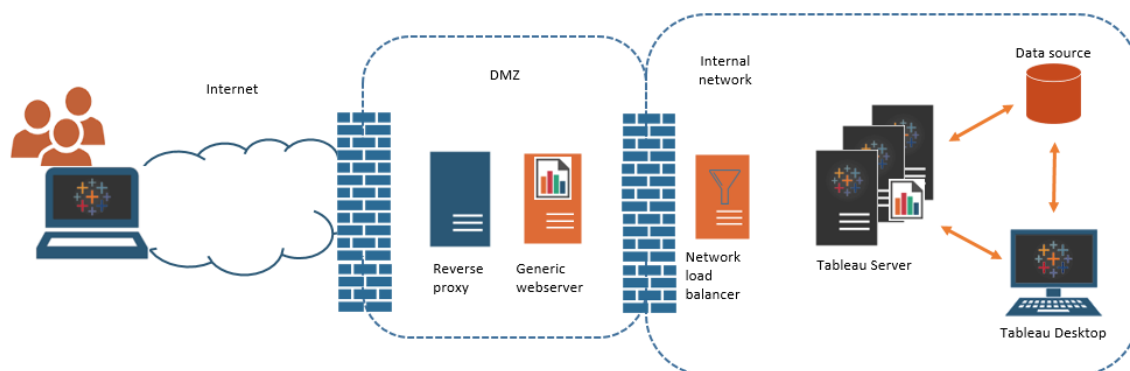 Internet
DMZ
Reverse
proxy
Generic
webserver
Internal
network
Network
load
balancer
Tableau Server
Data source
Tableau Desktop